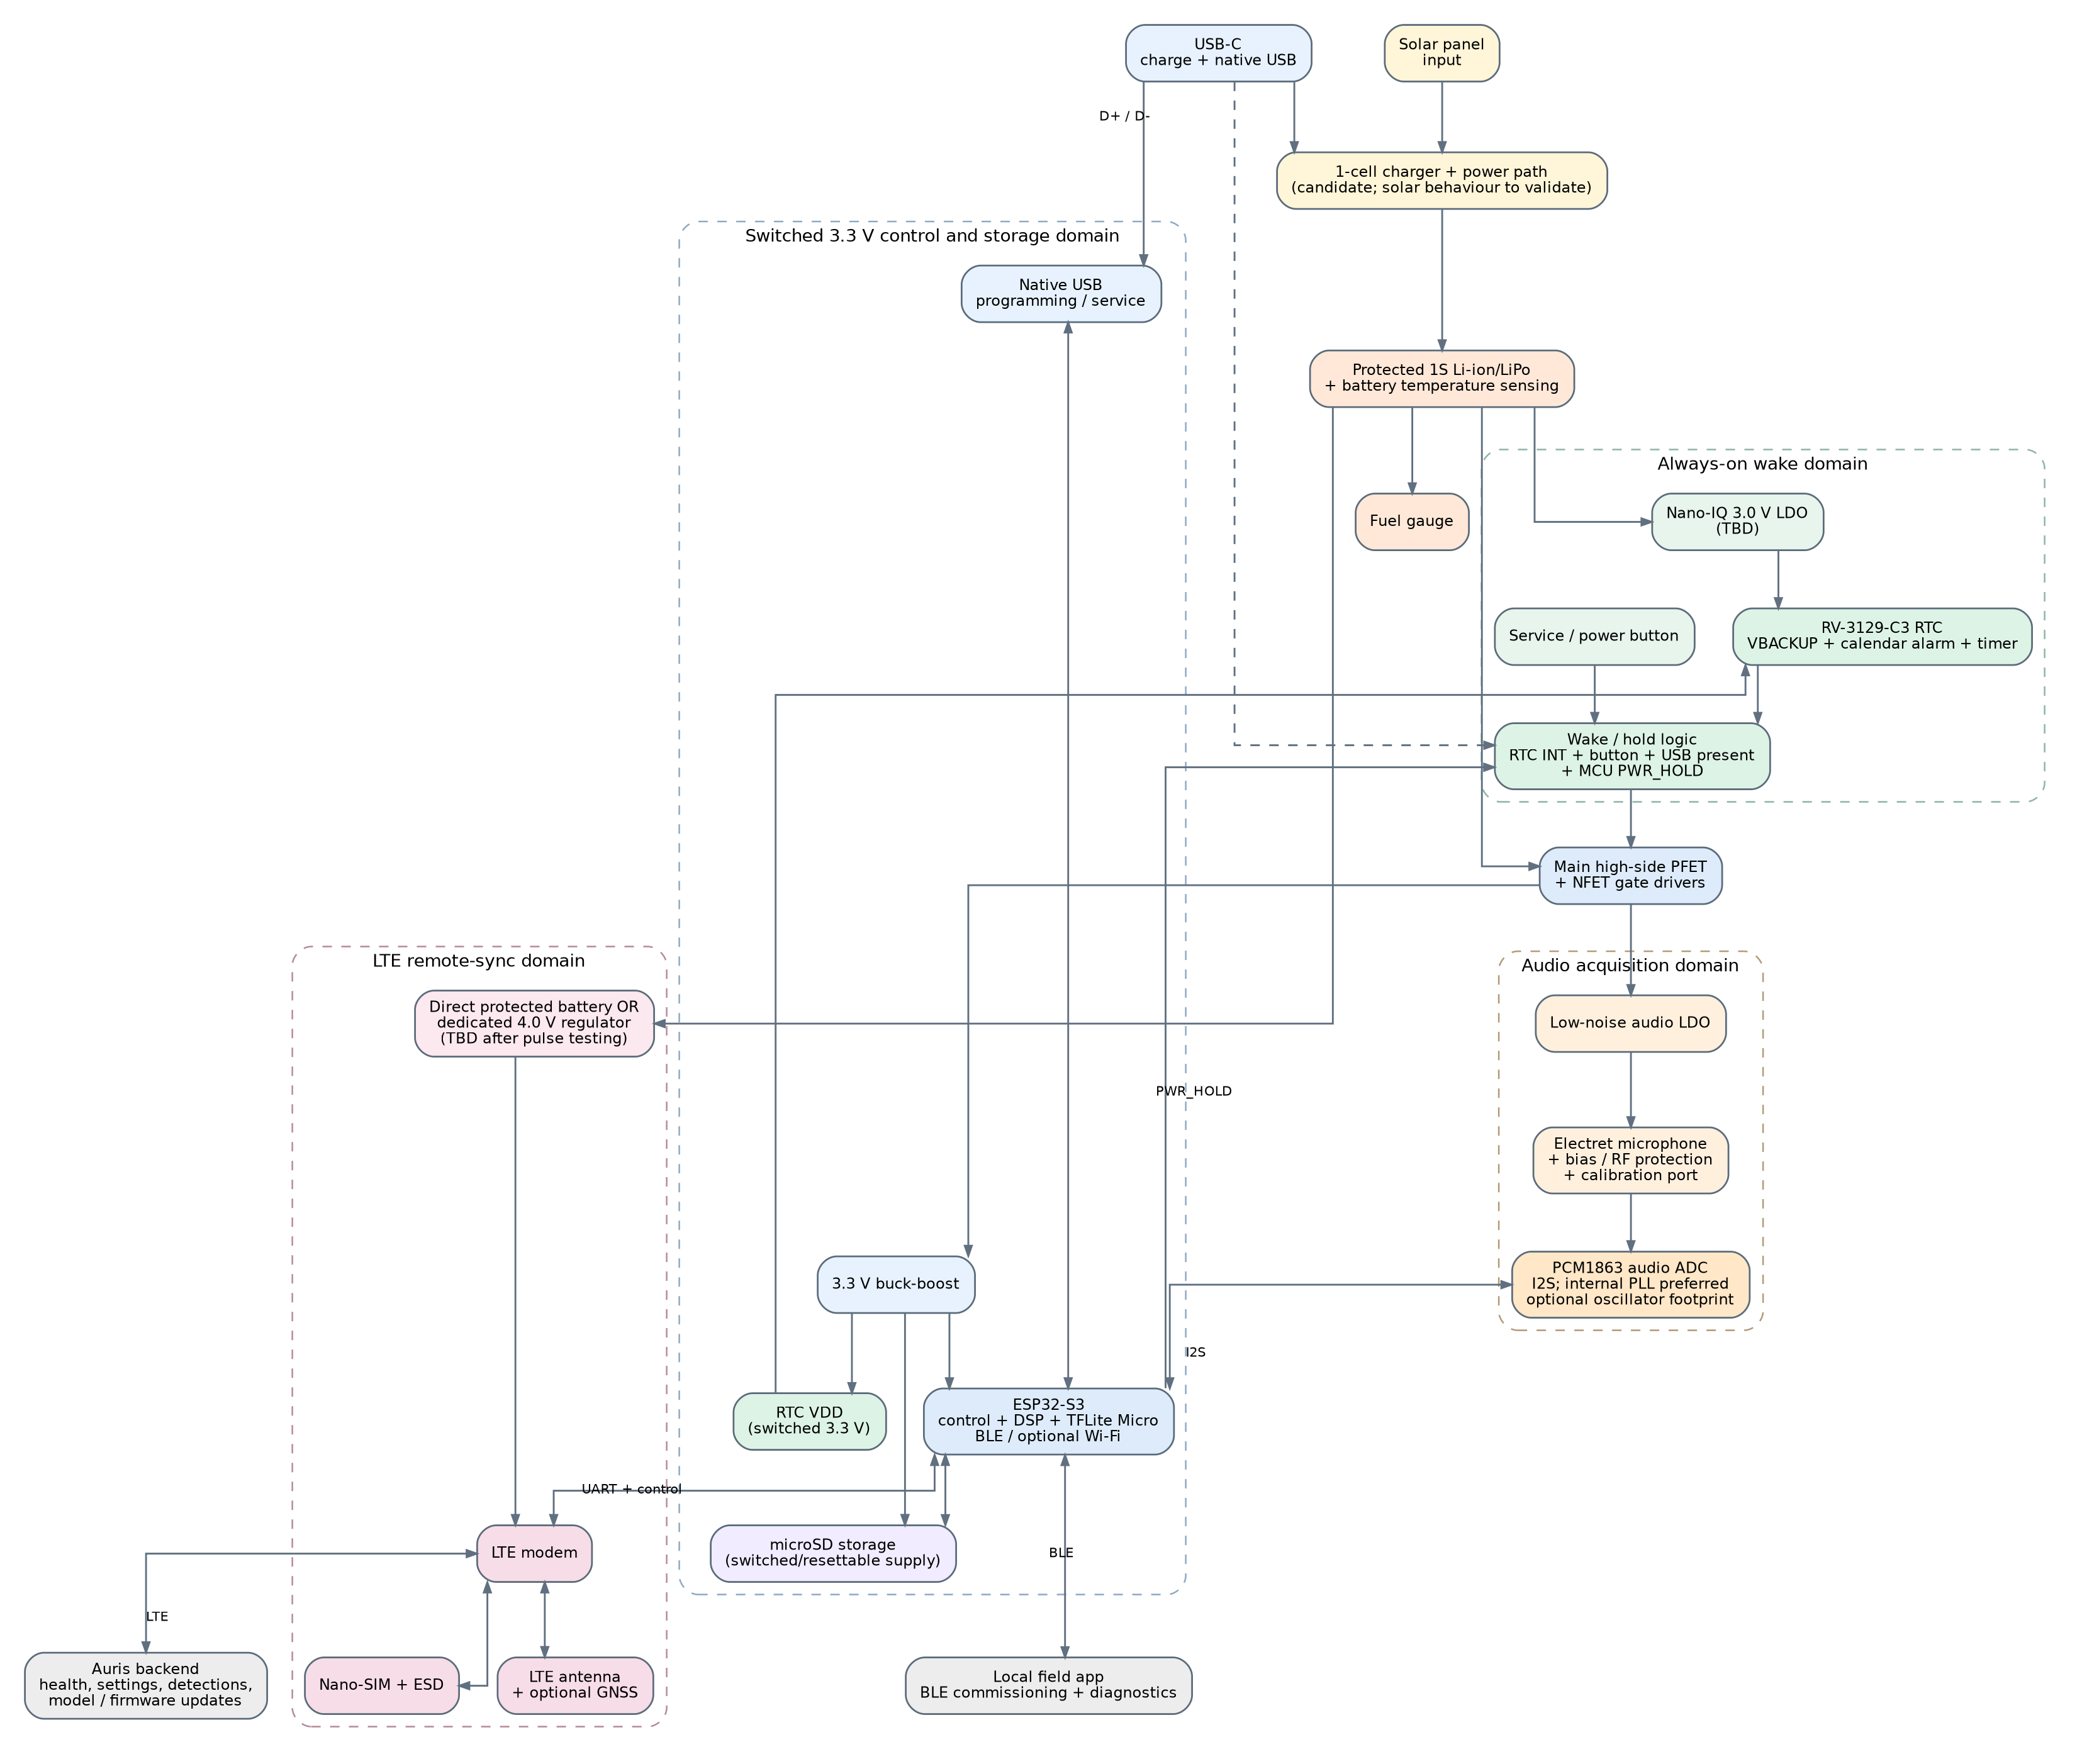 USB-C
charge + native USB
Solar panel
input
D+ / D-
1-cell charger + power path
(candidate; solar behaviour to validate)
Switched 3.3 V control and storage domain
Native USB
programming / service
Protected 1S Li-ion/LiPo
+ battery temperature sensing
Always-on wake domain
Fuel gauge
Nano-IQ 3.0 V LDO
(TBD)
Service / power button
RV-3129-C3 RTC
VBACKUP + calendar alarm + timer
Wake / hold logic
RTC INT + button + USB present
+ MCU PWR_HOLD
Main high-side PFET
+ NFET gate drivers
LTE remote-sync domain
Audio acquisition domain
Direct protected battery OR
dedicated 4.0 V regulator
(TBD after pulse testing)
Low-noise audio LDO
PWR_HOLD
Electret microphone
+ bias / RF protection
+ calibration port
3.3 V buck-boost
PCM1863 audio ADC
I2S; internal PLL preferred
optional oscillator footprint
I2S
RTC VDD
(switched 3.3 V)
ESP32-S3
control + DSP + TFLite Micro
BLE / optional Wi-Fi
UART + control
LTE modem
microSD storage
(switched/resettable supply)
BLE
LTE
Auris backend
health, settings, detections,
model / firmware updates
Nano-SIM + ESD
LTE antenna
+ optional GNSS
Local field app
BLE commissioning + diagnostics